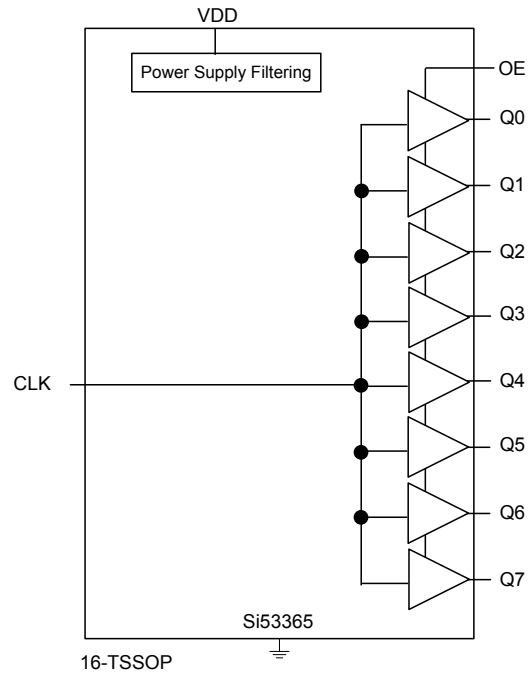 VDD
Power Supply Filtering
OE
Q0
Q1
Q2
Q3
CLK
Q4
Q5
Q6
Q7
Si53365
16-TSSOP